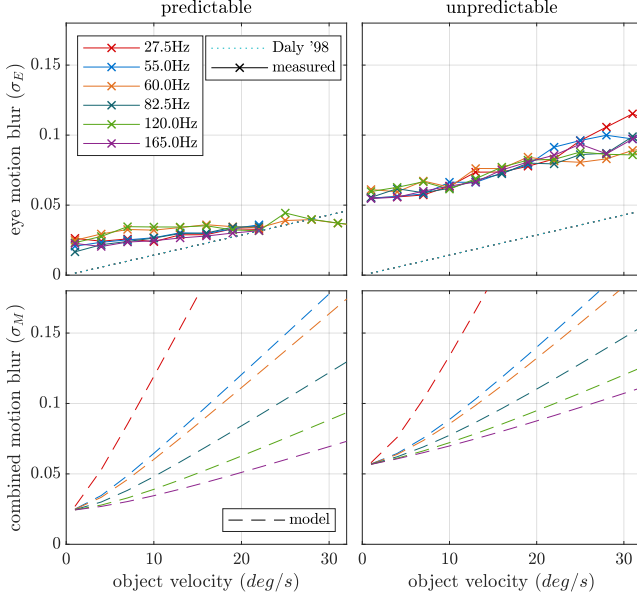 predictable
unpredictable
eye motion blur (σE)
0.15
0.1
0.05
0
27.5Hz
55.0Hz
60.0Hz
82.5Hz
120.0Hz
165.0Hz
Daly '98
measured
combined motion blur (σM)
0.15
0.1
0.05
0
model
0
10
20
30
0
10
20
30
object velocity (deg/s)
object velocity (deg/s)